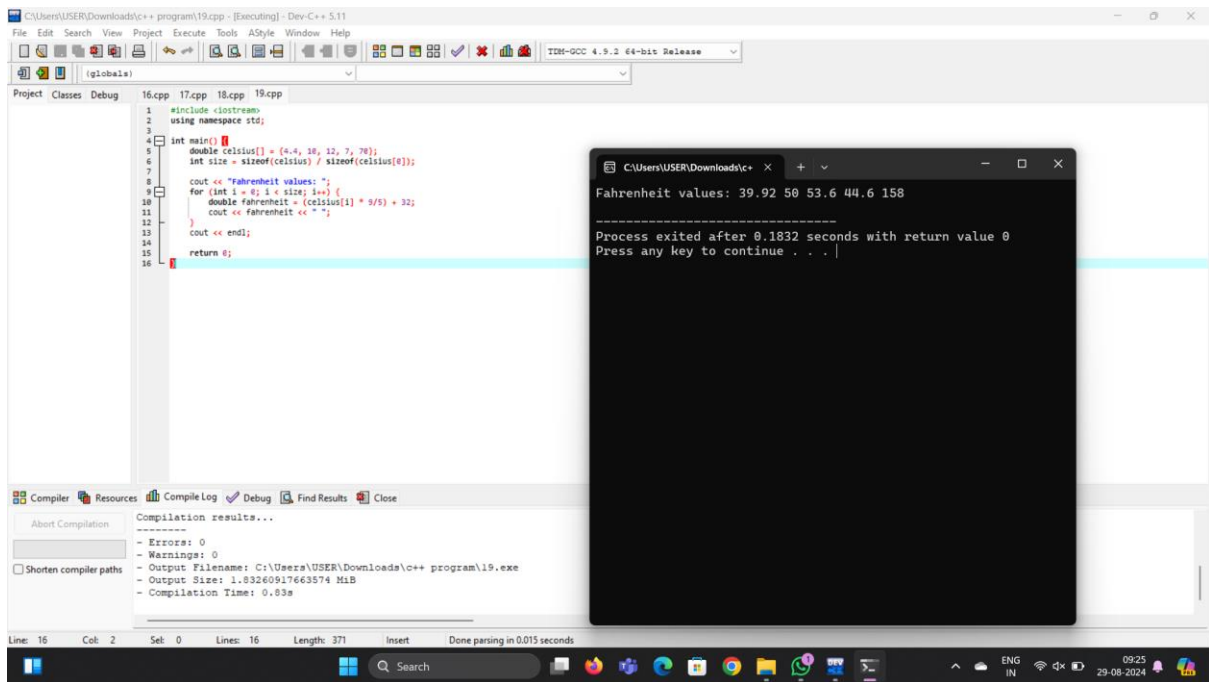 C:\Users\USER\Downloads\c++ program\19.cpp - [Executing] - Dev-C++ 5.11
File Edit Search View Project Execute Tools AStyle Window Help
TDM-GCC 4.9.2 64-bit Release
(globals)
Project Classes Debug 16.cpp 17.cpp 18.cpp 19.cpp
1 #include <iostream>
2 using namespace std;
3
4 int main() {
5 double celsius[] = {4.4, 10, 12, 7, 70};
6 int size = sizeof(celsius) / sizeof(celsius[0]);
7
8 cout << "Fahrenheit values: ";
9 for (int i = 0; i < size; i++) {
10 double fahrenheit = (celsius[i] * 9/5) + 32;
11 cout << fahrenheit << " ";
12 }
13 cout << endl;
14
15 return 0;
16 }
C:\Users\USER\Downloads\c+
Fahrenheit values: 39.92 50 53.6 44.6 158
--------------------------------
Process exited after 0.1832 seconds with return value 0
Press any key to continue . . .
Compiler Resources Compile Log Debug Find Results Close
Abort Compilation
Shorten compiler paths
Compilation results...
--------
- Errors: 0
- Warnings: 0
- Output Filename: C:\Users\USER\Downloads\c++ program\19.exe
- Output Size: 1.83260917663574 MiB
- Compilation Time: 0.83s
Line: 16 Col: 2 Sel: 0 Lines: 16 Length: 371 Insert Done parsing in 0.015 seconds
Search
DEV
ENG
IN
09:25
29-08-2024